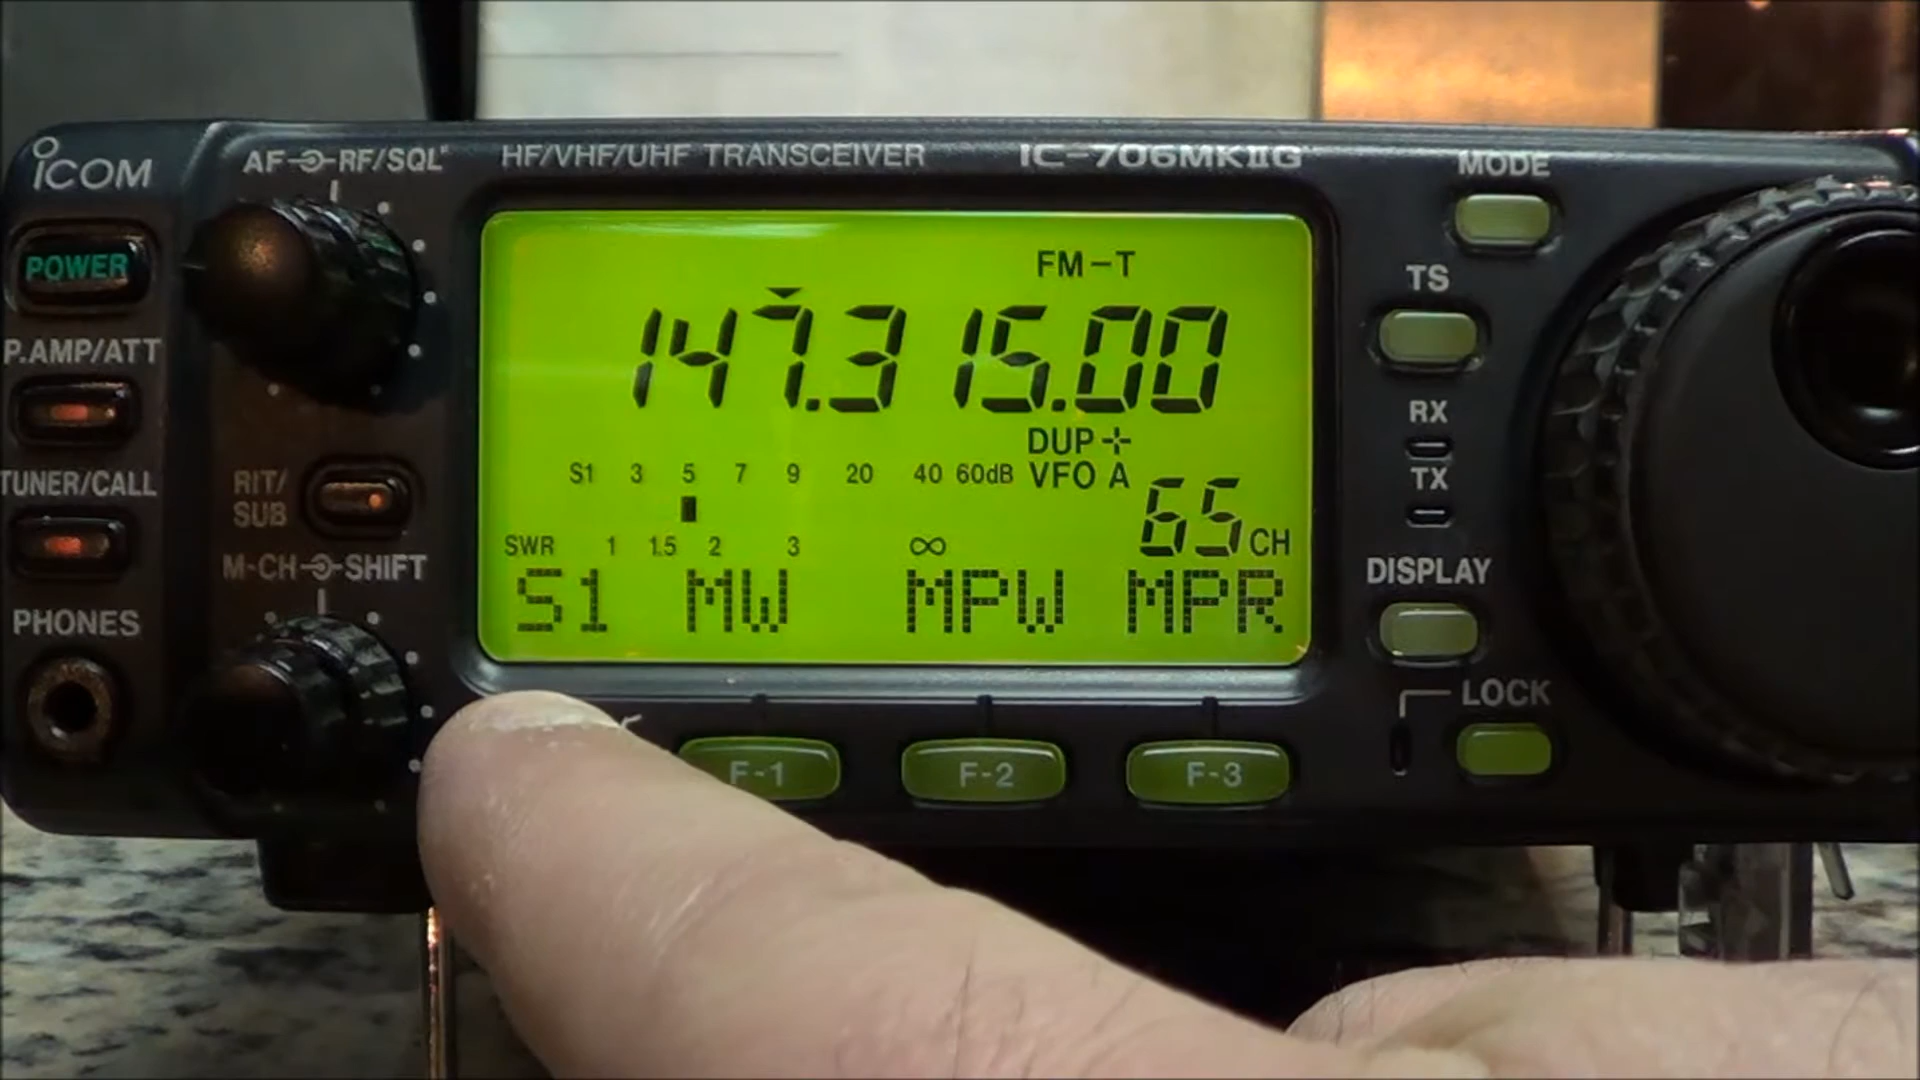 ICOM
AF RF/SQL
HF/VHF/UHF TRANSCEIVER
IC-706MKIIG
MODE
POWER
FM-T
TS
147.315.00
P.AMP/ATT
RX
DUP+
S1 3 5 7 9 20 40 60dB VFO A
TX
TUNER/CALL
RIT/
SUB
65 CH
SWR 1 1.5 2 3 ∞
M-CH SHIFT
DISPLAY
S1 MW MPW MPR
PHONES
LOCK
F-1 F-2 F-3